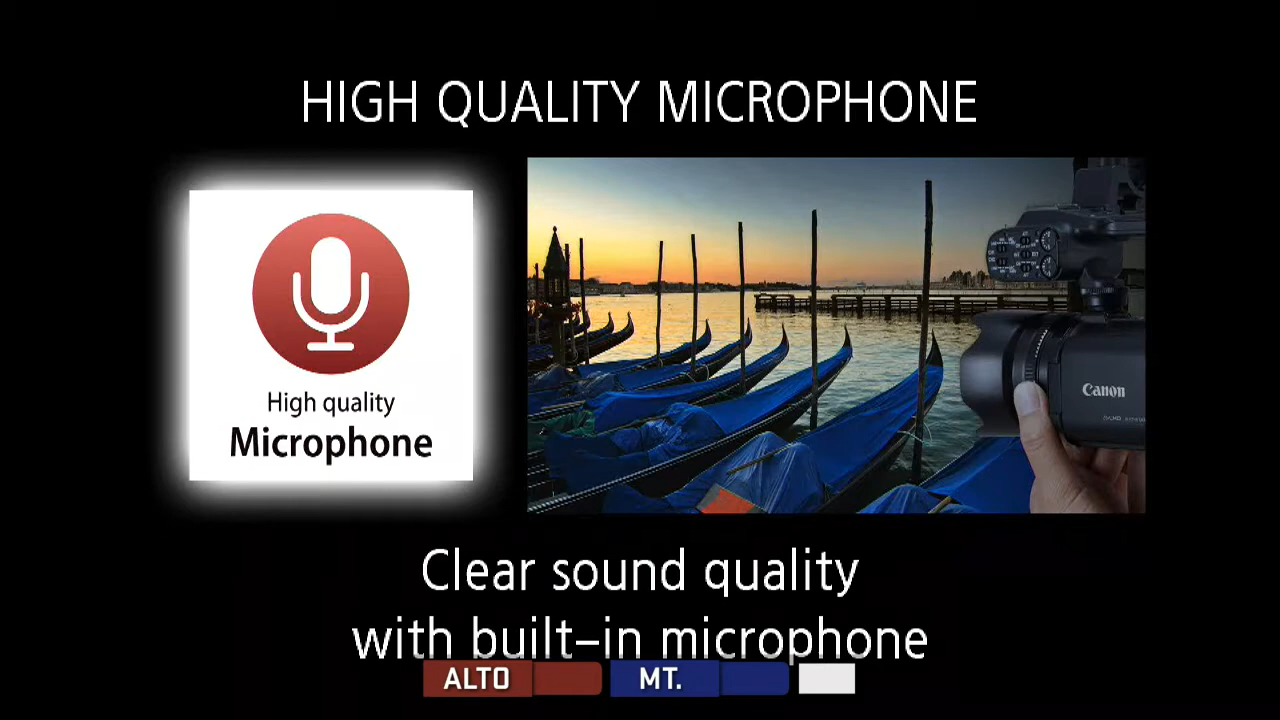 HIGH QUALITY MICROPHONE
High quality
Microphone
Canon
Clear sound quality
with built-in microphone
ALTO MT.